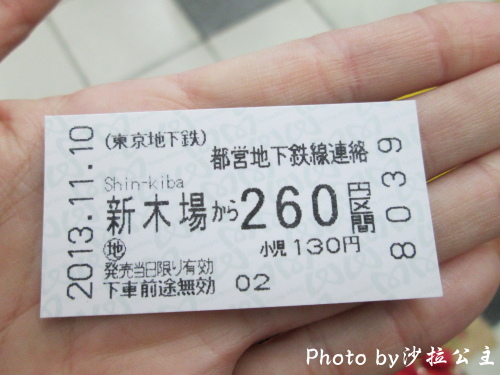 2013.11.10
(東京地下鉄)
都営地下鉄線連絡
Shin-kiba
新木場から260円区間
㊞地 小児130円
発売当日限り有効
下車前途無効 02
8039
Photo by沙拉公主